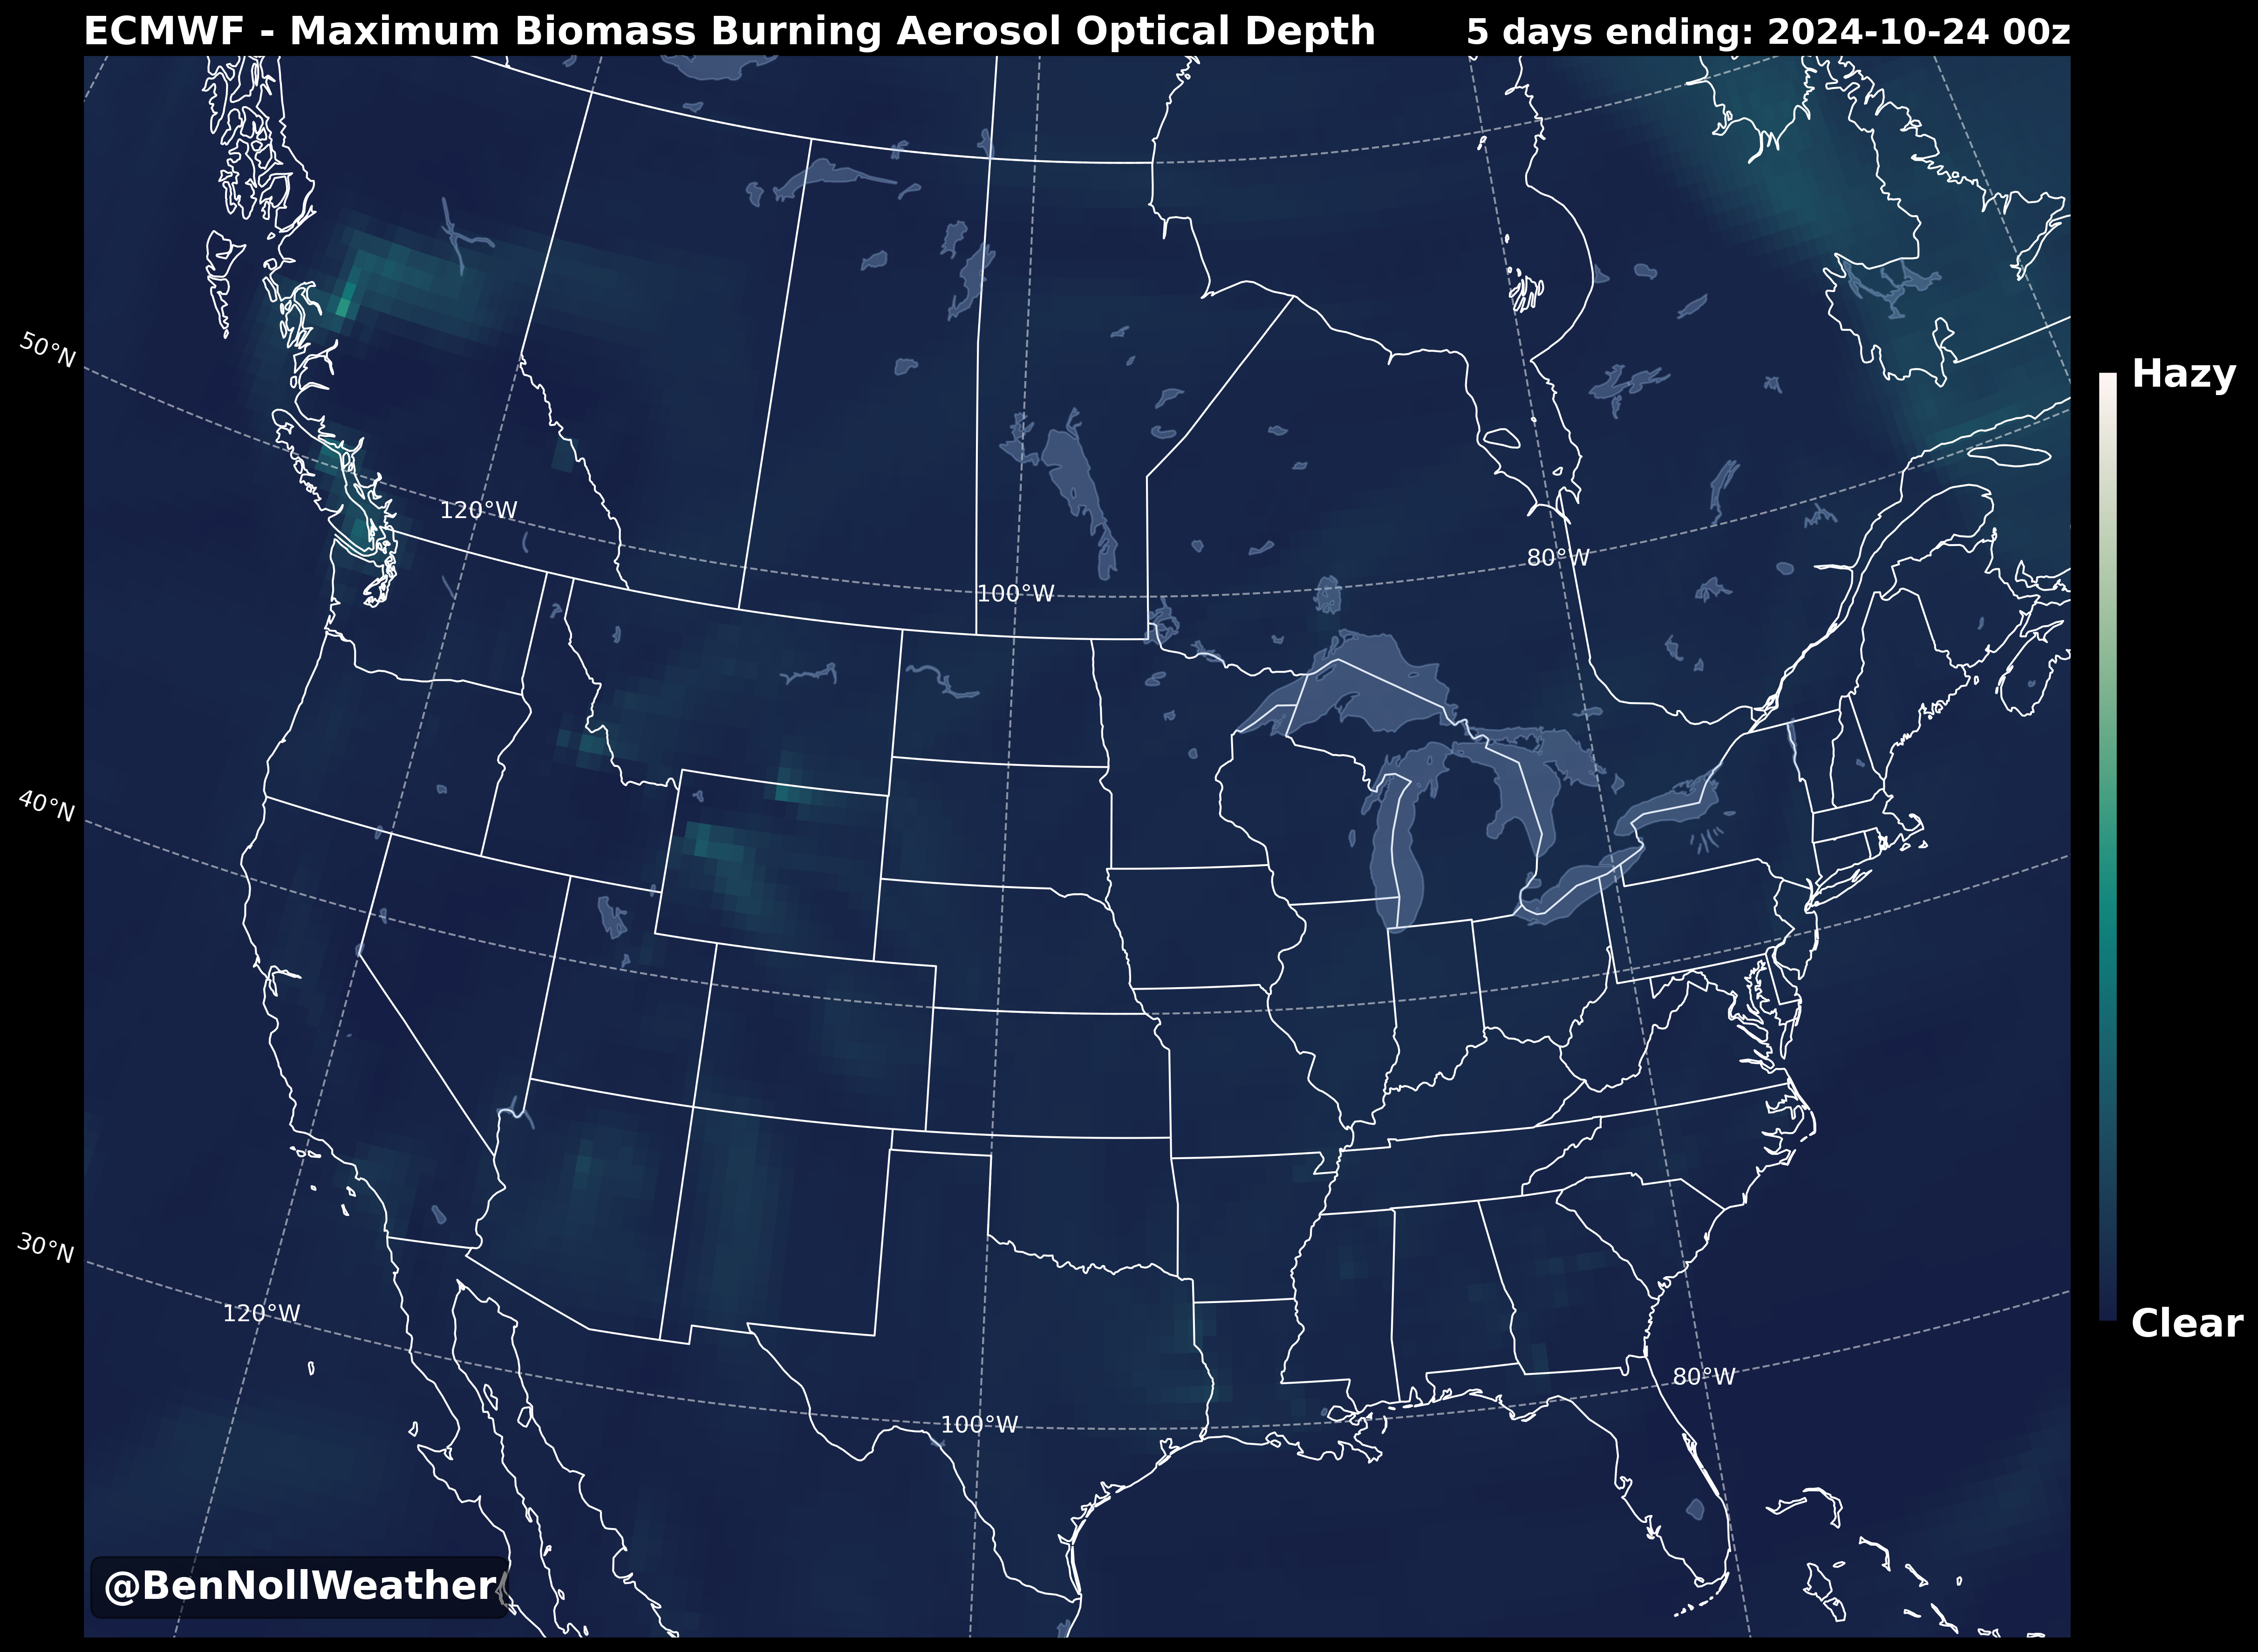 ECMWF - Maximum Biomass Burning Aerosol Optical Depth
5 days ending: 2024-10-24 00z
50°N
Hazy
120°W
80°W
100°W
40°N
30°N
120°W
Clear
80°W
100°W
@BenNollWeather